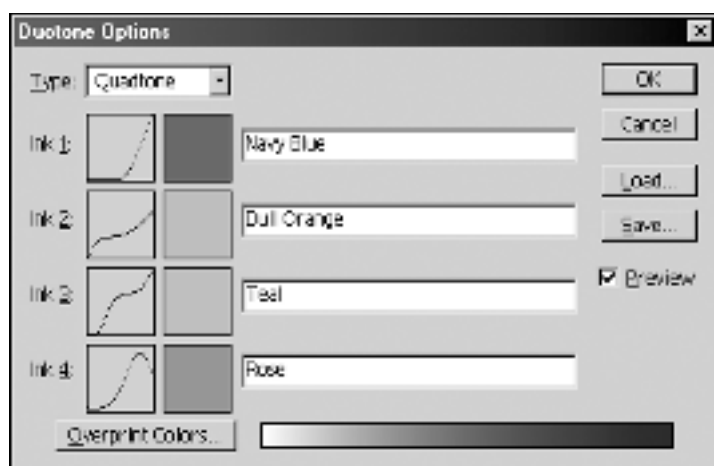 Duotone Options
Type: Quadtone
OK
Cancel
Ink 1: Navy Blue
Load...
Ink 2: Dull Orange
Save...
Preview
Ink 3: Teal
Ink 4: Rose
Overprint Colors...